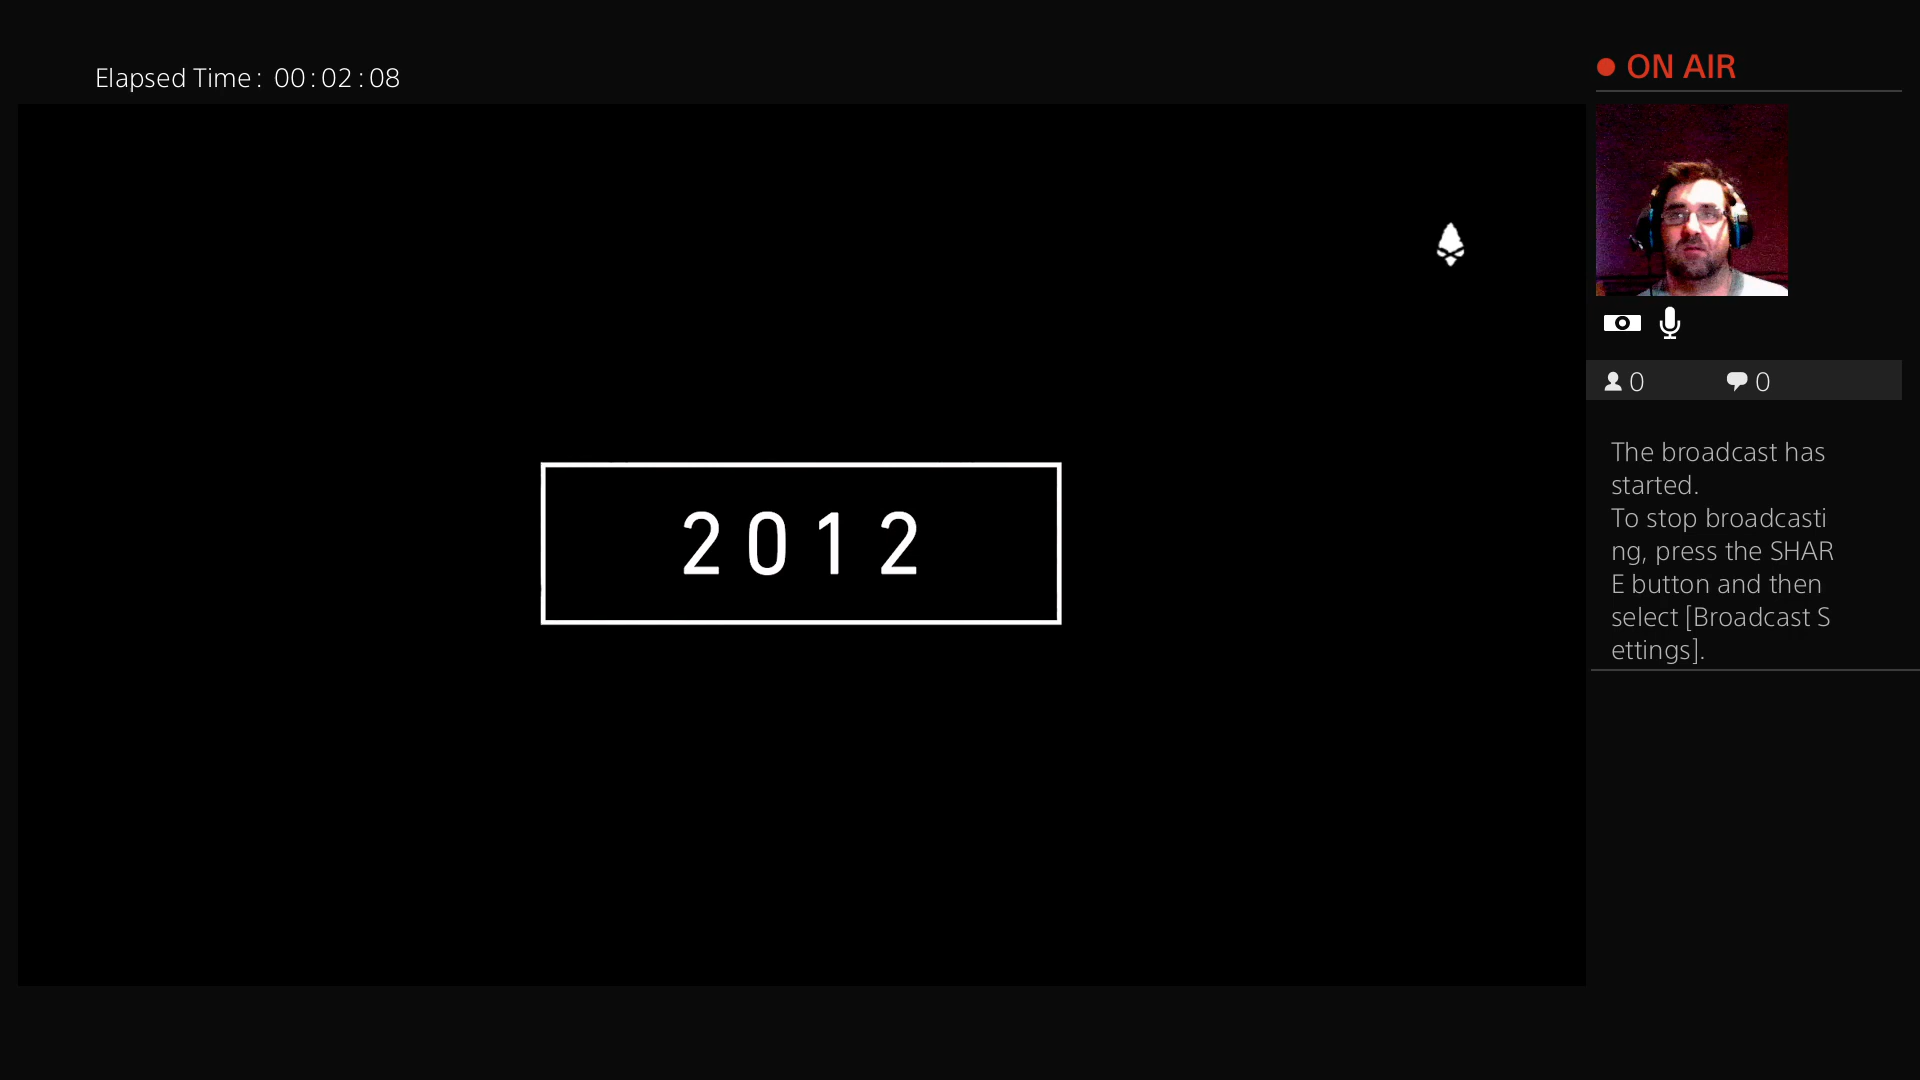 Elapsed Time: 00:02:08
ON AIR
0 0
2012
The broadcast has
started.
To stop broadcasti
ng, press the SHAR
E button and then
select [Broadcast S
ettings].